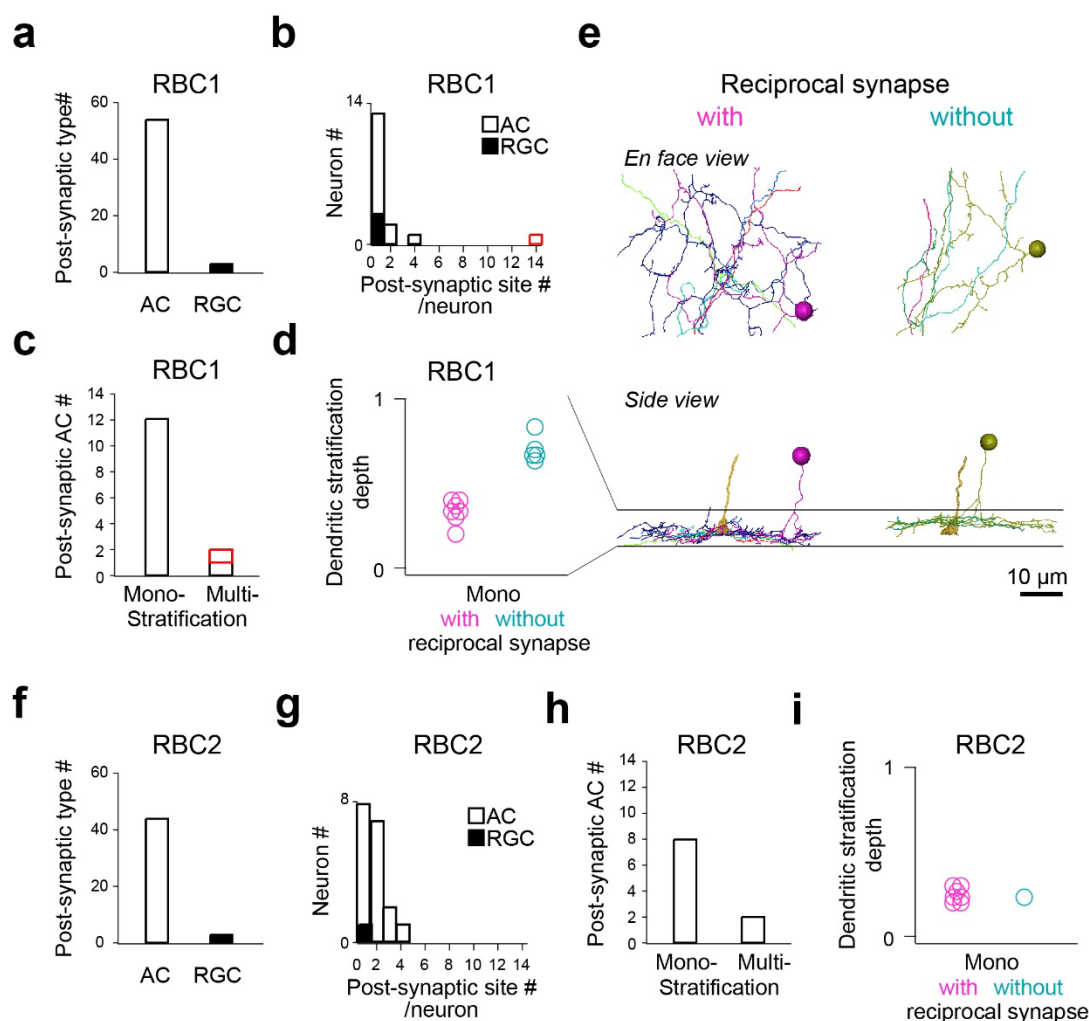 a
RBC1
Post-synaptic type#
60
40
20
0
AC
RGC
b
RBC1
Neuron #
14
0
AC
RGC
0 2 4 6 8 10 12 14
Post-synaptic site #
/neuron
e
Reciprocal synapse
with
without
En face view
Side view
10 µm
c
RBC1
Post-synaptic AC #
14
12
10
8
6
4
2
0
Mono-
Multi-
Stratification
d
RBC1
Dendritic stratification
depth
1
0
Mono
with without
reciprocal synapse
f
RBC2
Post-synaptic type #
60
40
20
0
AC
RGC
g
RBC2
Neuron #
8
0
AC
RGC
0 2 4 6 8 10 12 14
Post-synaptic site #
/neuron
h
RBC2
Post-synaptic AC #
14
12
10
8
6
4
2
0
Mono-
Multi-
Stratification
i
RBC2
Dendritic stratification
depth
1
0
Mono
with without
reciprocal synapse